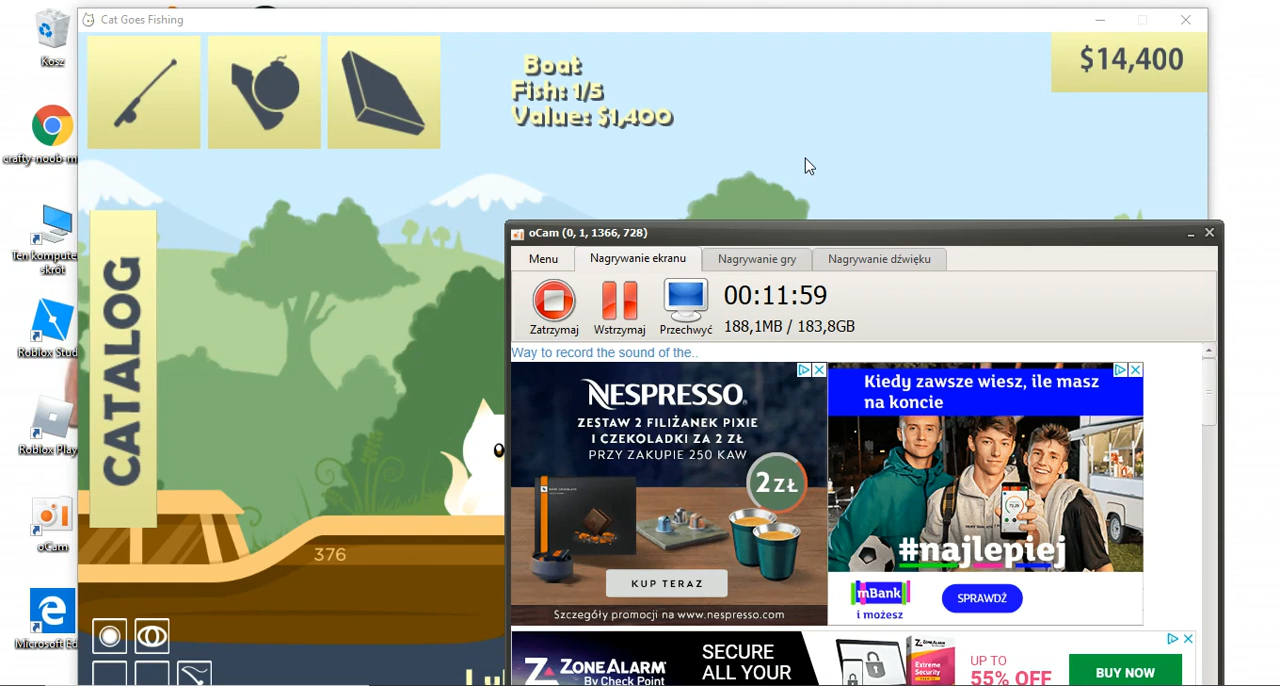 Kosz
crafty-noob-m
Ten kompute
skrót
Roblox Stud
Roblox Play
oCam
Microsoft Ed
Cat Goes Fishing
Boat
Fish: 1/5
Value: $1,400
$14,400
CATALOG
376
oCam (0, 1, 1366, 728)
Menu
Nagrywanie ekranu
Nagrywanie gry
Nagrywanie dźwięku
Zatrzymaj
Wstrzymaj
Przechwyć
00:11:59
188,1MB / 183,8GB
Way to record the sound of the..
NESPRESSO.
ZESTAW 2 FILIŻANEK PIXIE
I CZEKOLADKI ZA 2 ZŁ
PRZY ZAKUPIE 250 KAW
2 ZŁ
KUP TERAZ
Szczegóły promocji na www.nespresso.com
Kiedy zawsze wiesz, ile masz
na koncie
#najlepiej
mBank
i możesz
SPRAWDŹ
ZONEALARM
By Check Point
SECURE
ALL YOUR
UP TO
55% OFF
BUY NOW